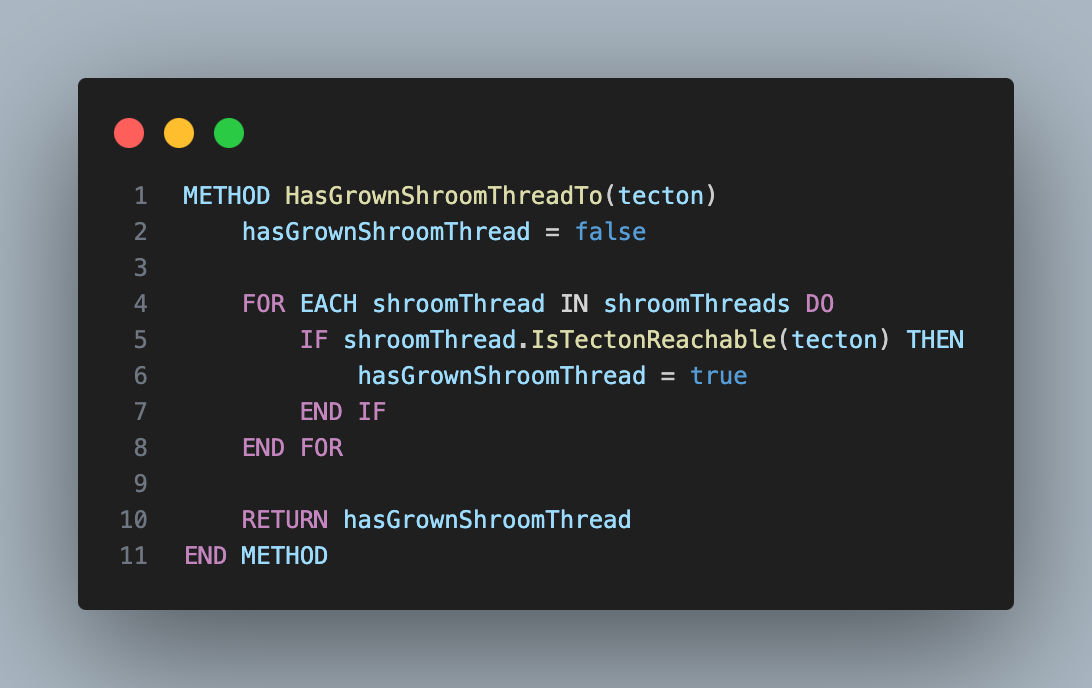 1 METHOD HasGrownShroomThreadTo(tecton)
2     hasGrownShroomThread = false
3
4     FOR EACH shroomThread IN shroomThreads DO
5         IF shroomThread.IsTectonReachable(tecton) THEN
6             hasGrownShroomThread = true
7         END IF
8     END FOR
9
10     RETURN hasGrownShroomThread
11 END METHOD